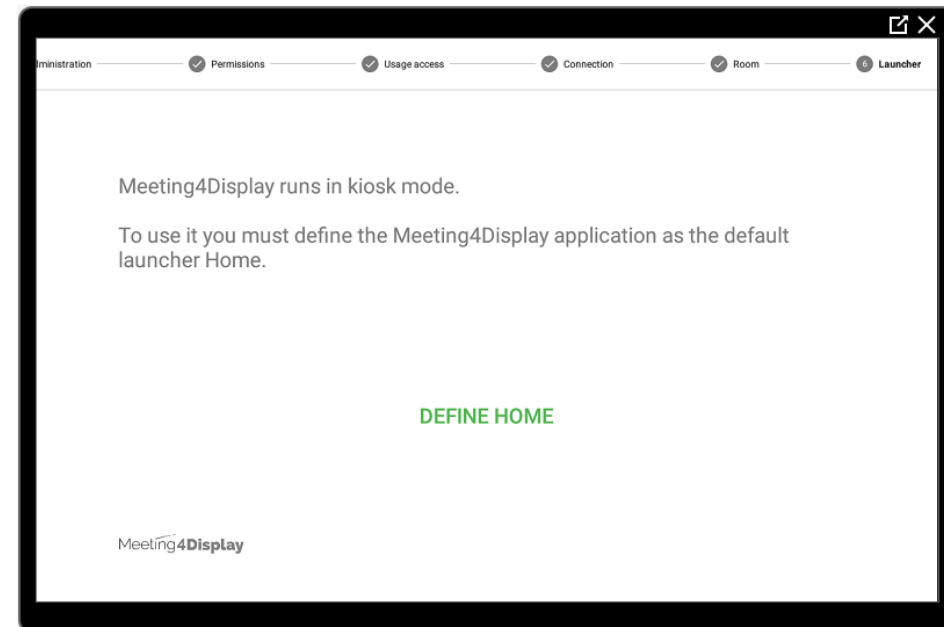 ministration Permissions Usage access Connection Room 6 Launcher
Meeting4Display runs in kiosk mode.
To use it you must define the Meeting4Display application as the default
launcher Home.
DEFINE HOME
Meeting4Display